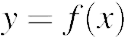 y = f(x)